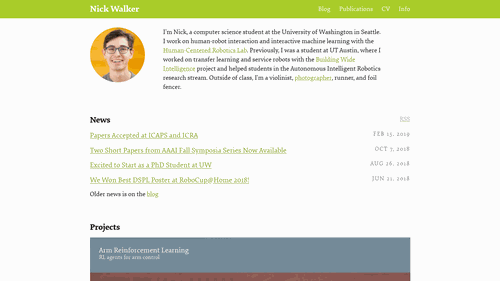 Nick Walker Blog Publications CV Info
I'm Nick, a computer science student at the University of Washington in Seattle.
I work on human-robot interaction and interactive machine learning with the
Human-Centered Robotics Lab. Previously, I was a student at UT Austin, where I
worked on transfer learning and service robots with the Building Wide
Intelligence project and helped students in the Autonomous Intelligent Robotics
research stream. Outside of class, I'm a violinist, photographer, runner, and foil
fencer.
News RSS
Papers Accepted at ICAPS and ICRA FEB 13, 2019
Two Short Papers from AAAI Fall Symposia Series Now Available OCT 7, 2018
Excited to Start as a PhD Student at UW AUG 26, 2018
We Won Best DSPL Poster at RoboCup@Home 2018! JUN 21, 2018
Older news is on the blog
Projects
Arm Reinforcement Learning
RL agents for arm control